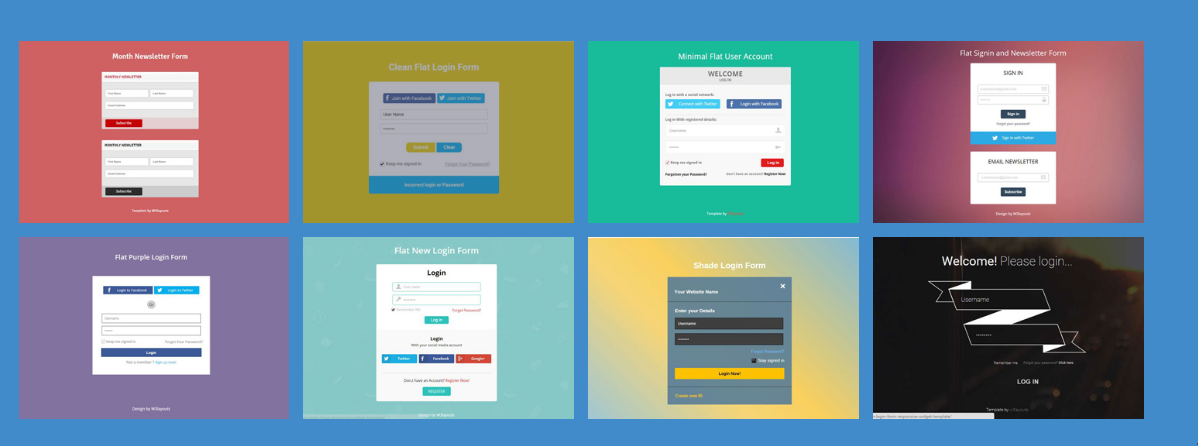 Month Newsletter Form
MONTHLY NEWSLETTER
First Name
Last Name
Email Address
Subscribe
MONTHLY NEWSLETTER
First Name
Last Name
Email Address
Subscribe
Template by W3layouts
Clean Flat Login Form
Join with Facebook
Join with Twitter
User Name
Submit
Clear
Keep me signed in
Forgot Your Password?
Incorrect login or Password
Minimal Flat User Account
WELCOME
LOG IN
Log in with a social network:
Connect with Twitter
Login with Facebook
Log in With registered details:
Username
Keep me signed in
Log in
Forgotten your Password?
Don't have an account? Register Now
Template by
Flat Signin and Newsletter Form
SIGN IN
Sign in
Forgot your password?
Sign in with Twitter
EMAIL NEWSLETTER
Subscribe
Design by W3layouts
Flat Purple Login Form
Login to Facebook
Login to Twitter
Or
Username
Keep me signed in
Forgot Your Password?
Login
Not a member ? Sign up now!
Design by W3layouts
Flat New Login Form
Login
User name
Remember Me
Forgot Password?
Log in
Login
With your social media account
Twitter
Facebook
Google+
Don,t have an Account? Register Now!
REGISTER
Design by W3layouts
Shade Login Form
Your Website Name
Enter your Details
Username
Forgot Password?
Stay signed in
Login Now!
Create new ID
Welcome! Please login...
Username
Remember me
Forgot your password? Click here
LOG IN
Template by w3layouts